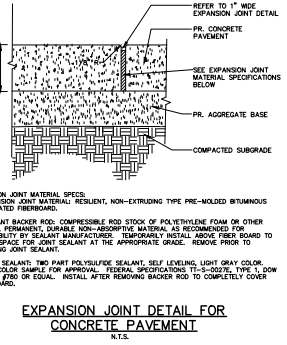 REFER TO 1" WIDE
EXPANSION JOINT DETAIL
PR. CONCRETE
PAVEMENT
SEE EXPANSION JOINT
MATERIAL SPECIFICATIONS
BELOW
PR. AGGREGATE BASE
COMPACTED SUBGRADE
ON JOINT MATERIAL SPECS:
SION JOINT MATERIAL: RESILIENT, NON-EXTRUDING TYPE PRE-MOLDED BITUMINOUS
ATED FIBERBOARD.
ANT BACKER ROD: COMPRESSIBLE ROD STOCK OF POLYETHYLENE FOAM OR OTHER
, PERMANENT, DURABLE NON-ABSORPTIVE MATERIAL AS RECOMMENDED FOR
BILITY BY SEALANT MANUFACTURER. TEMPORARILY INSTALL ABOVE FIBER BOARD TO
SPACE FOR JOINT SEALANT AT THE APPROPRIATE GRADE. REMOVE PRIOR TO
NG JOINT SEALANT.
SEALANT: TWO PART POLYSULFIDE SEALANT, SELF LEVELING, LIGHT GRAY COLOR.
COLOR SAMPLE FOR APPROVAL. FEDERAL SPECIFICATIONS TT-S-0027E, TYPE 1, DOW
#780 OR EQUAL. INSTALL AFTER REMOVING BACKER ROD TO COMPLETELY COVER
OARD.
EXPANSION JOINT DETAIL FOR
CONCRETE PAVEMENT
N.T.S.